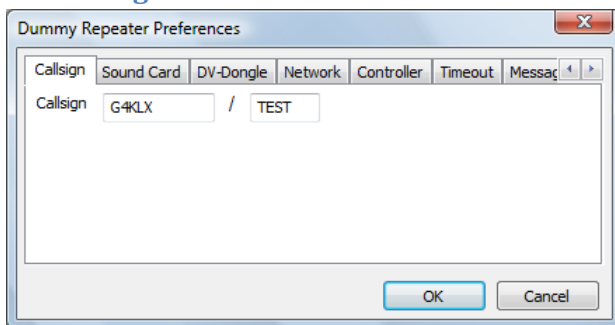 Dummy Repeater Preferences
Callsign Sound Card DV-Dongle Network Controller Timeout Messag
Callsign G4KLX / TEST
OK Cancel